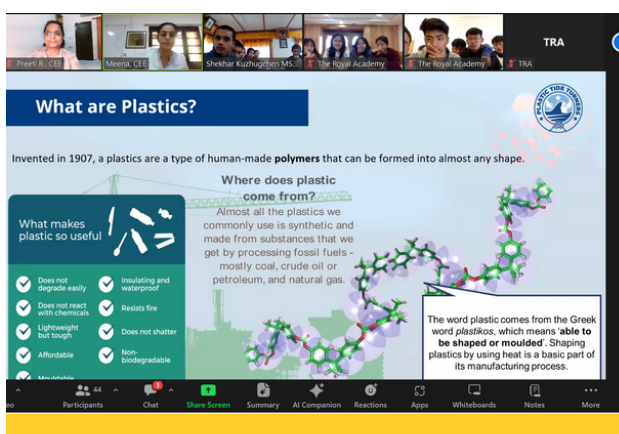 TRA
Preeti R., CEE
Meena, CEE
Shekhar Kuzhugchen MS...
The Royal Academy
The Royal Academy
TRA
What are Plastics?
PLASTIC TIDE TURNERS
Invented in 1907, a plastics are a type of human-made polymers that can be formed into almost any shape.
Where does plastic
come from?
Almost all the plastics we
commonly use is synthetic and
made from substances that we
get by processing fossil fuels -
mostly coal, crude oil or
petroleum, and natural gas.
What makes
plastic so useful
Does not
degrade easily
Insulating and
waterproof
Does not react
with chemicals
Resists fire
Lightweight
but tough
Does not shatter
Affordable
Non-
biodegradable
Mouldable
The word plastic comes from the Greek
word plastikos, which means 'able to
be shaped or moulded'. Shaping
plastics by using heat is a basic part of
its manufacturing process.
eo
Participants
44
Chat
1
Share Screen
Summary
AI Companion
Reactions
Apps
Whiteboards
Notes
More